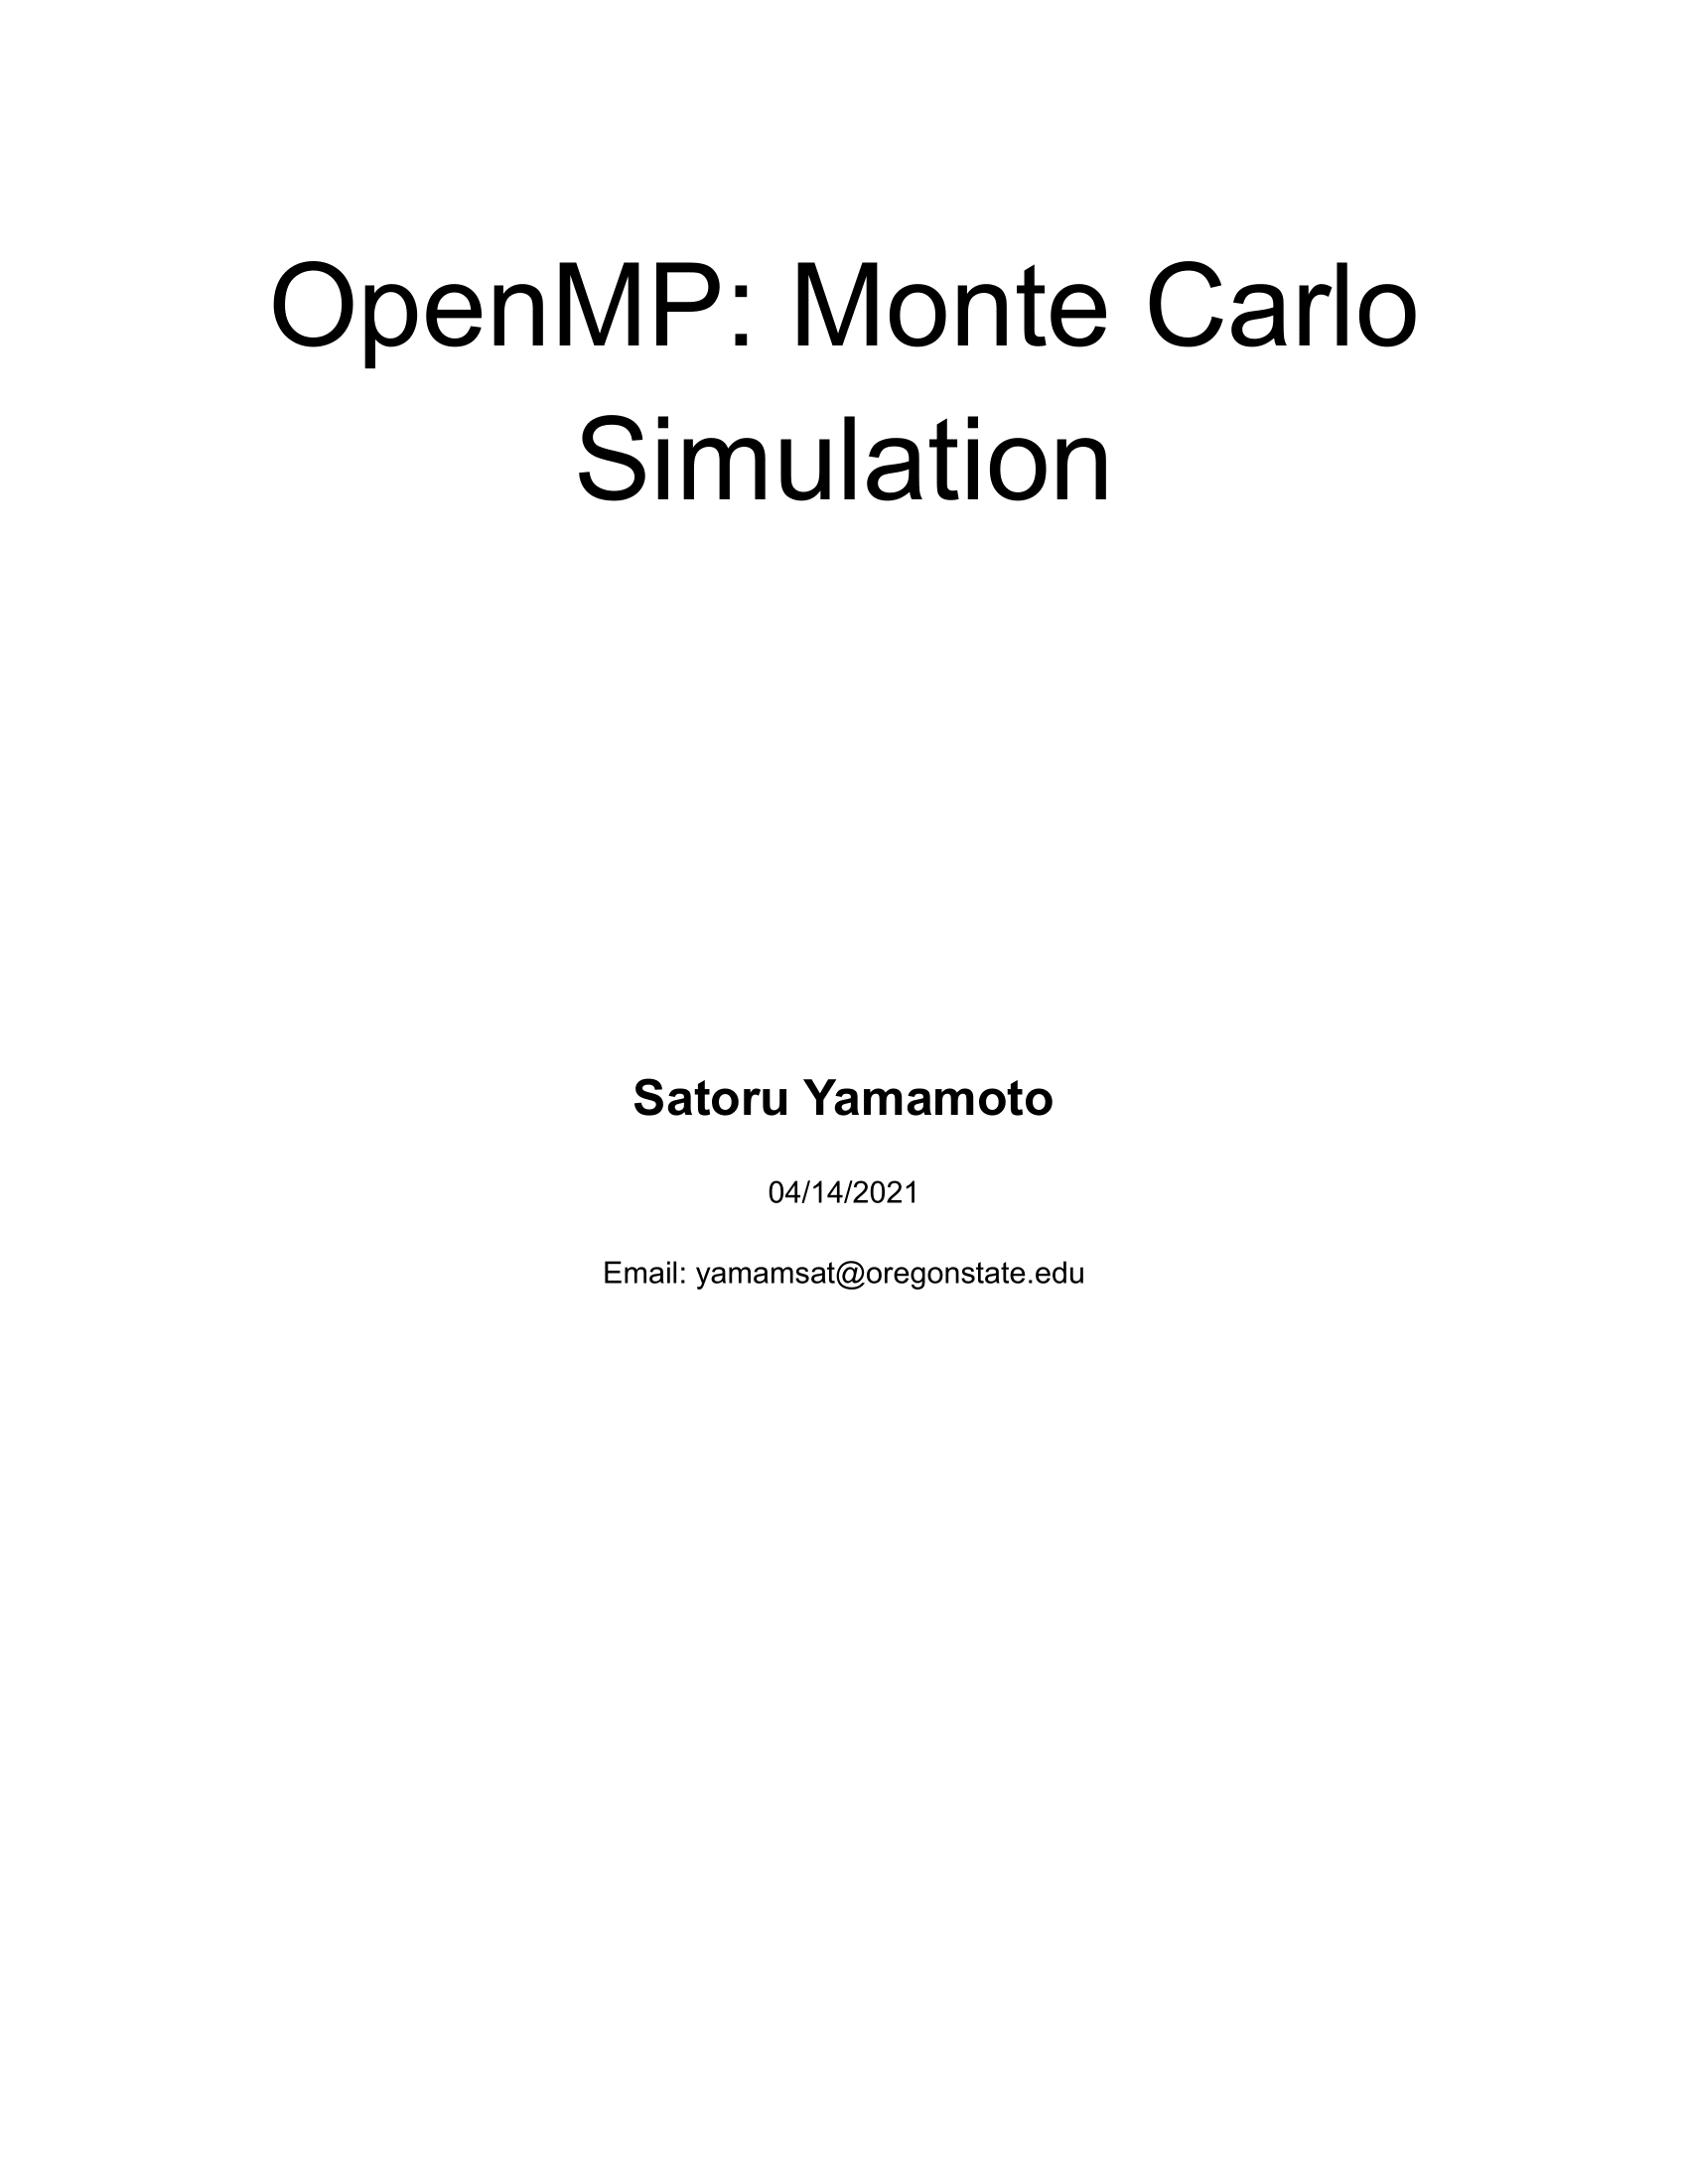 OpenMP: Monte Carlo
Simulation
Satoru Yamamoto
04/14/2021
Email: yamamsat@oregonstate.edu